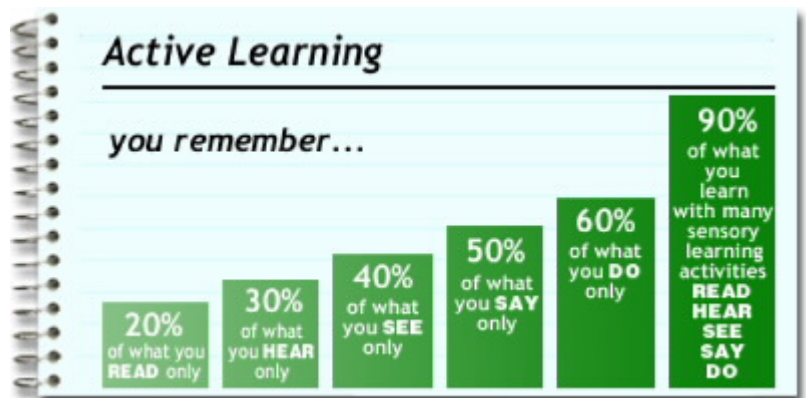 Active Learning
you remember...
20%
of what you
READ only
30%
of what
you HEAR
only
40%
of what
you SEE
only
50%
of what
you SAY
only
60%
of what
you DO
only
90%
of what
you
learn
with many
sensory
learning
activities
READ
HEAR
SEE
SAY
DO